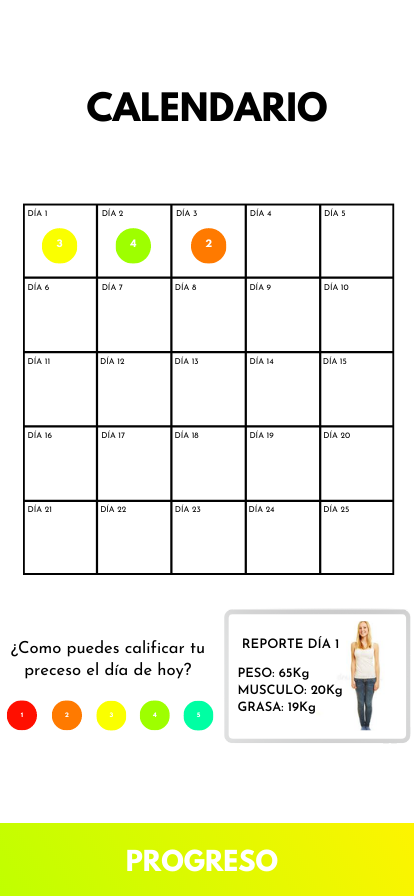 CALENDARIO
DÍA 1
DÍA 2
DÍA 3
DÍA 4
DÍA 5
3
4
2
DÍA 6
DÍA 7
DÍA 8
DÍA 9
DÍA 10
DÍA 11
DÍA 12
DÍA 13
DÍA 14
DÍA 15
DÍA 16
DÍA 17
DÍA 18
DÍA 19
DÍA 20
DÍA 21
DÍA 22
DÍA 23
DÍA 24
DÍA 25
¿Como puedes calificar tu
preceso el día de hoy?
1
2
3
4
5
REPORTE DÍA 1
PESO: 65Kg
MUSCULO: 20Kg
GRASA: 19Kg
PROGRESO